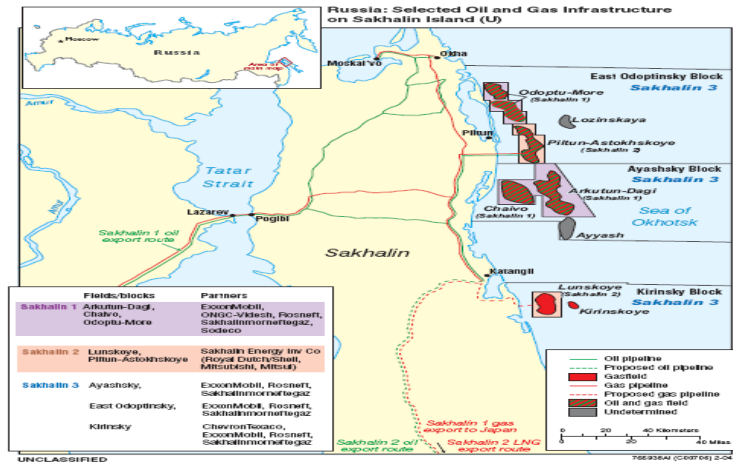 Russia: Selected Oil and Gas Infrastructure
on Sakhalin Island (U)
Moscow
Russia
Area of
main map
Amur
Amur
Moskal'vo
Okha
East Odoptinsky Block
Sakhalin 3
Odoptu-More
(Sakhalin 1)
Lozinskaya
Piltun
Piltun-Astokhskoye
(Sakhalin 2)
Ayashsky Block
Sakhalin 3
Arkutun-Dagi
(Sakhalin 1)
Chaivo
(Sakhalin 1)
Sea of
Okhotsk
Ayyash
Tatar
Strait
Lazarev
Pogibi
Sakhalin 1 oil
export route
Sakhalin
Katangli
Lunskoye
(Sakhalin 2)
Kirinskoye
Kirinsky Block
Sakhalin 3
Fields/blocks Partners
Sakhalin 1 Arkutun-Dagi, ExxonMobil,
Chaivo, ONGC-Videsh, Rosneft,
Odoptu-More Sakhalinmorneftegaz,
Sodeco
Sakhalin 2 Lunskoye, Sakhalin Energy Inv Co
Piltun-Astokhskoye (Royal Dutch/Shell,
Mitsubishi, Mitsui)
Sakhalin 3 Ayashsky, ExxonMobil, Rosneft,
Sakhalinmorneftegaz
East Odoptinsky, ExxonMobil, Rosneft,
Sakhalinmorneftegaz
Kirinsky ChevronTexaco,
ExxonMobil, Rosneft,
Sakhalinmorneftegaz
Sakhalin 1 gas
export to Japan
Sakhalin 2 oil
export route
Sakhalin 2 LNG
export route
Oil pipeline
Proposed oil pipeline
Gasfield
Gas pipeline
Proposed gas pipeline
Oil and gas field
Undetermined
0 20 40 Kilometers
0 20 40 Miles
UNCLASSIFIED